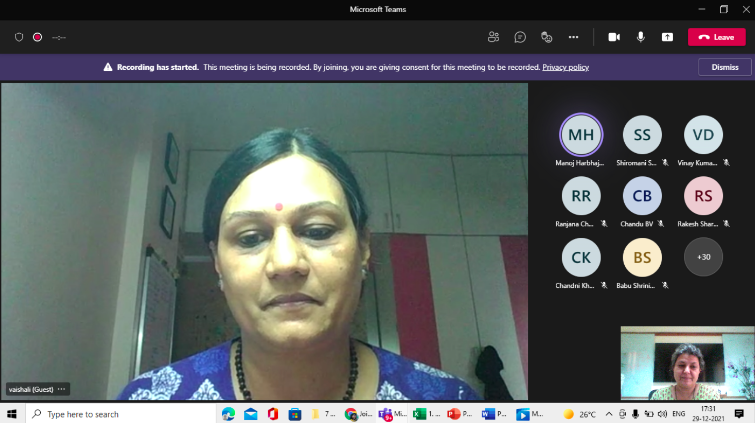 Microsoft Teams
--:--
Leave
Recording has started. This meeting is being recorded. By joining, you are giving consent for this meeting to be recorded. Privacy policy
Dismiss
MH SS VD
Manoj Harbhaj... Shiromani S... Vinay Kuma...
RR CB RS
Ranjana Ch... Chandu BV Rakesh Shar...
CK BS +30
Chandni Kh... Babu Shrini...
vaishali (Guest) ...
Type here to search
7 ... Joi... Mi... 1. ... P... P... M...
26°C ENG 17:31
29-12-2021